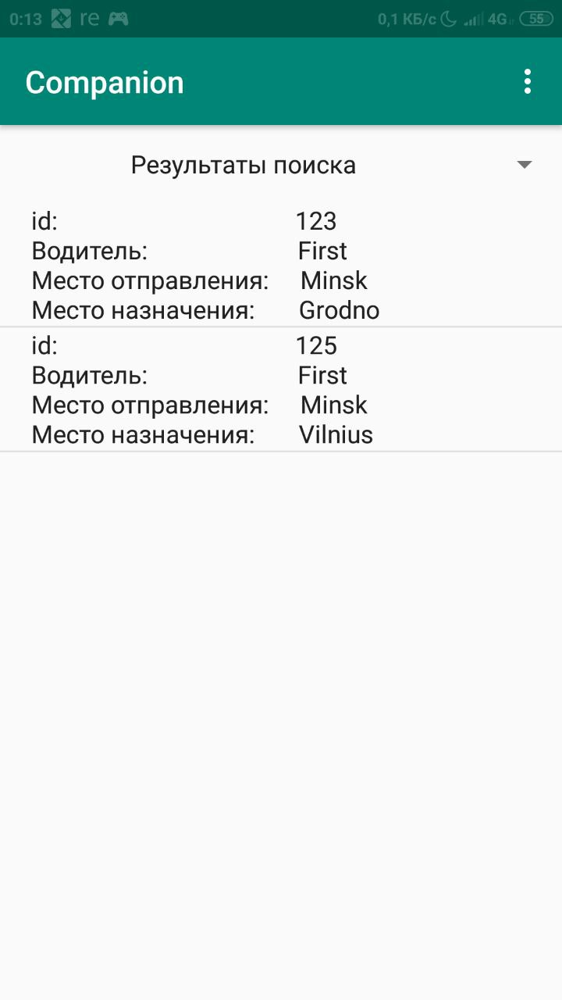 0:13 re 0,1 КБ/с 4G 55
Companion
Результаты поиска
id: 123
Водитель: First
Место отправления: Minsk
Место назначения: Grodno
id: 125
Водитель: First
Место отправления: Minsk
Место назначения: Vilnius